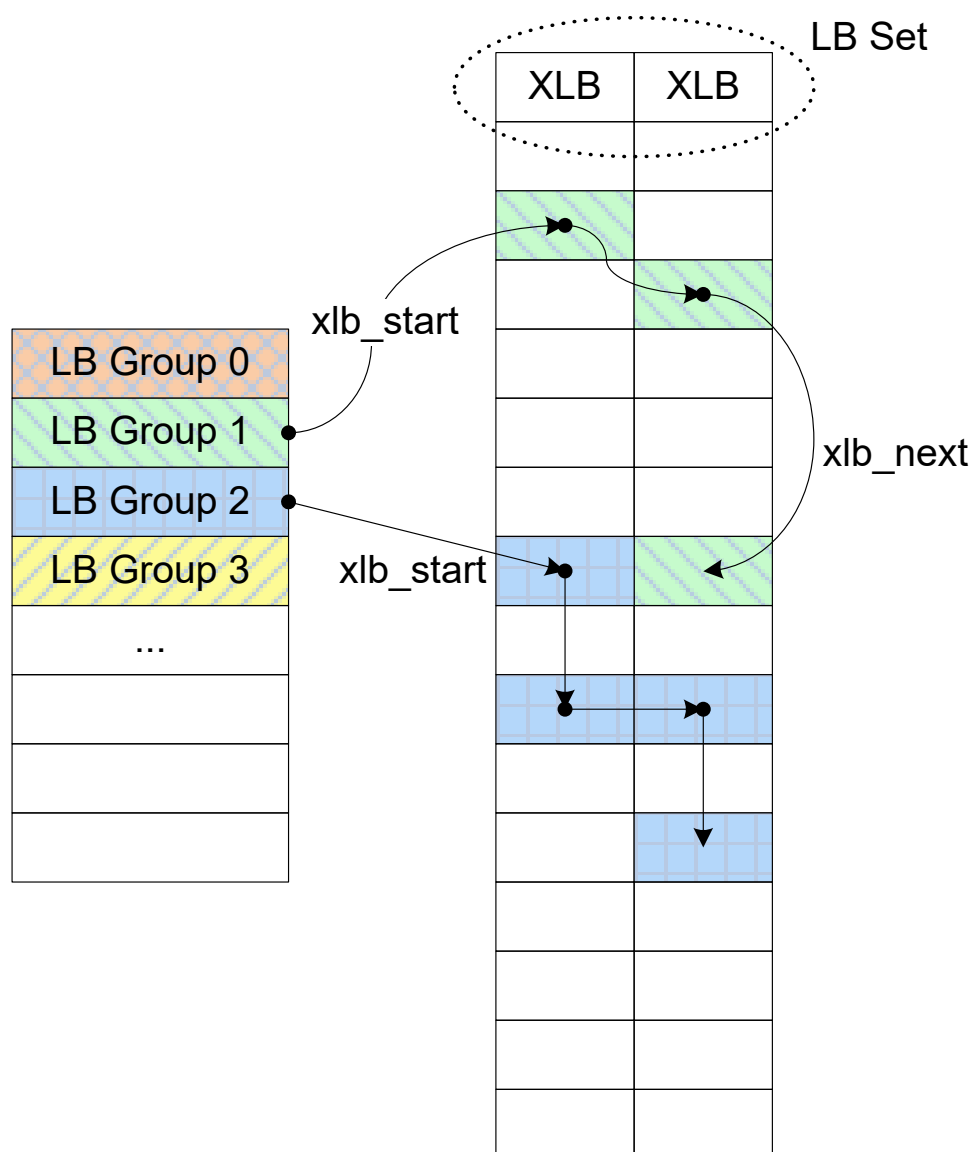 LB Set
XLB XLB
xlb_start
LB Group 0
LB Group 1
xlb_next
LB Group 2
LB Group 3
xlb_start
...